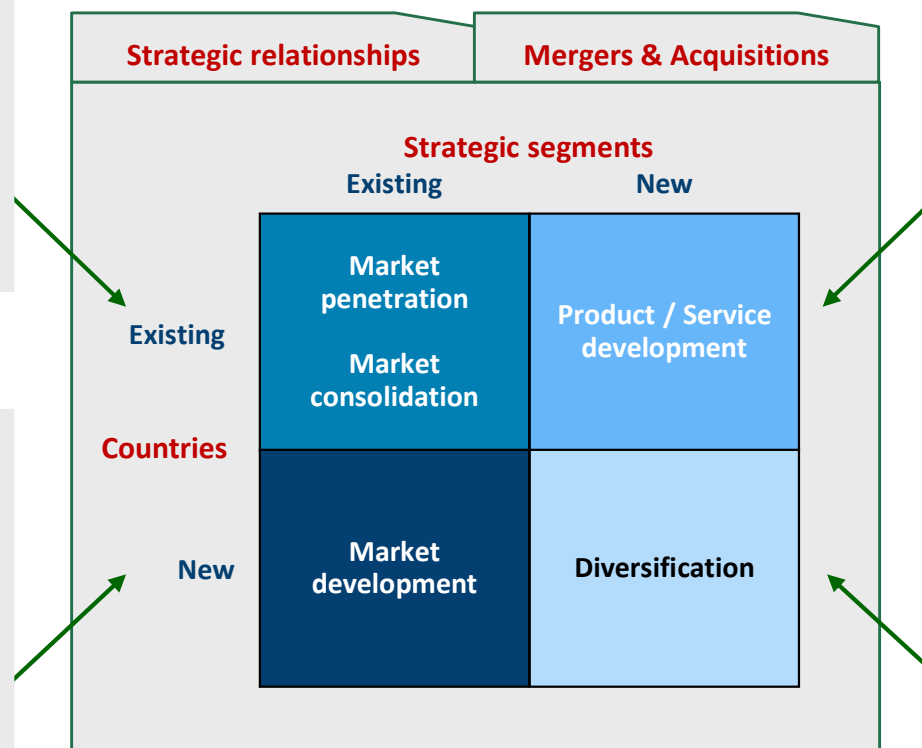 Strategic relationships
Mergers & Acquisitions
Strategic segments
Existing
New
Existing
Market
penetration
Market
consolidation
Product / Service
development
Countries
New
Market
development
Diversification